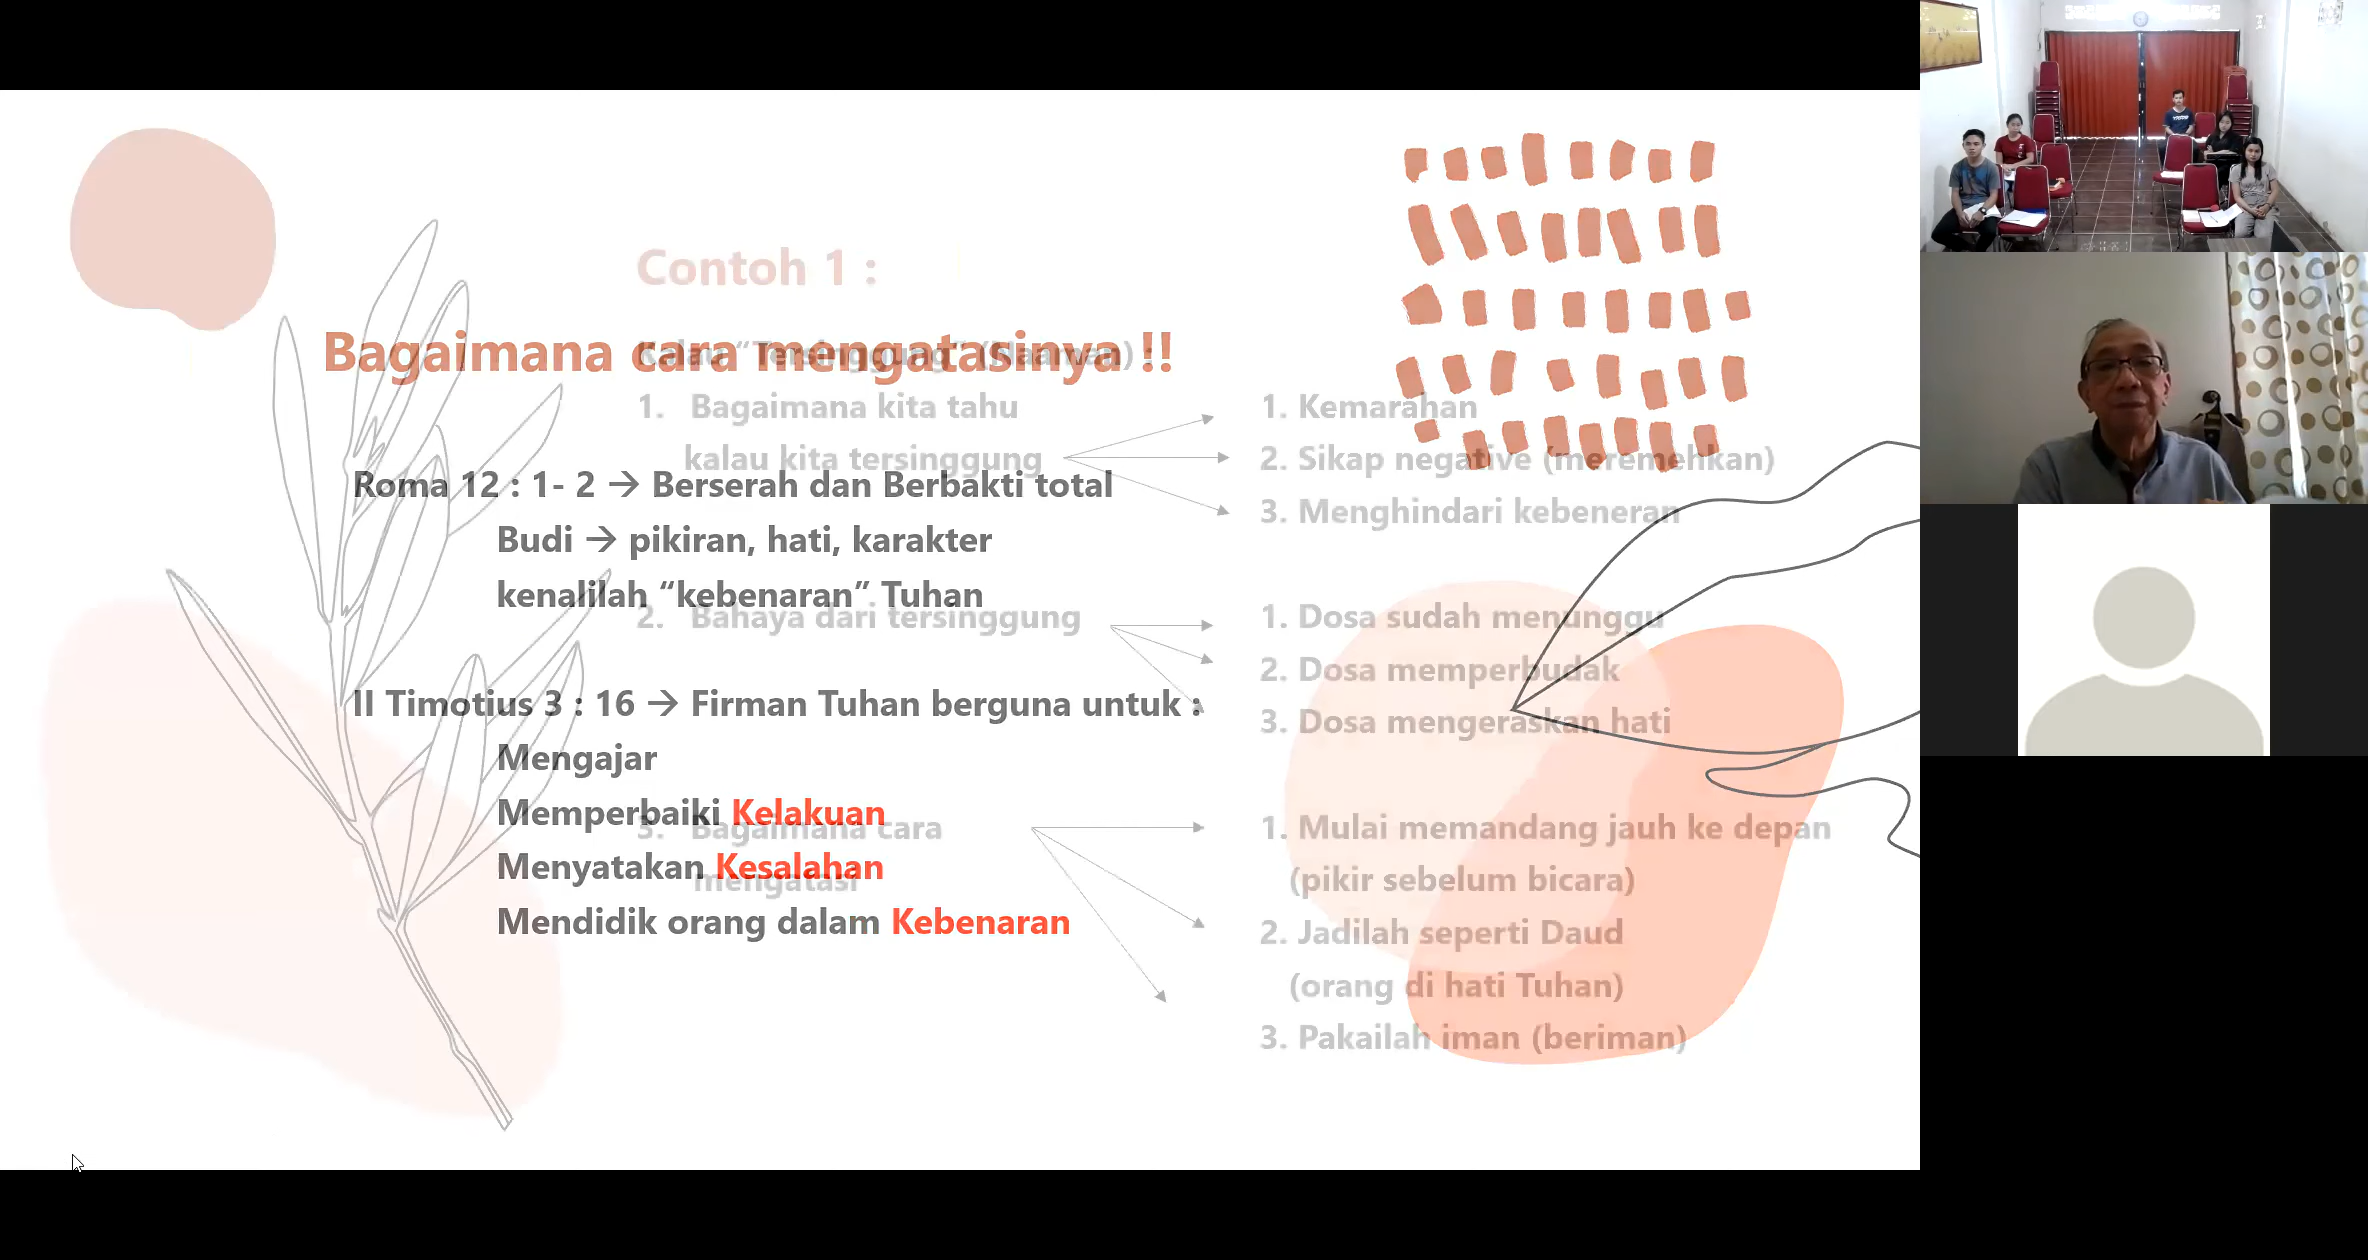 Contoh 1 :
Bagaimana cara mengatasinya !!
Kalau “Tersinggung” (Naaman) :
1. Bagaimana kita tahu
kalau kita tersinggung
1. Kemarahan
2. Sikap negative (meremehkan)
3. Menghindari kebeneran
Roma 12 : 1- 2 → Berserah dan Berbakti total
Budi → pikiran, hati, karakter
kenalilah “kebenaran” Tuhan
2. Bahaya dari tersinggung
1. Dosa sudah menunggu
2. Dosa memperbudak
3. Dosa mengeraskan hati
II Timotius 3 : 16 → Firman Tuhan berguna untuk :
Mengajar
Memperbaiki Kelakuan
Menyatakan Kesalahan
Mendidik orang dalam Kebenaran
3. Bagaimana cara
mengatasi
1. Mulai memandang jauh ke depan
(pikir sebelum bicara)
2. Jadilah seperti Daud
(orang di hati Tuhan)
3. Pakailah iman (beriman)